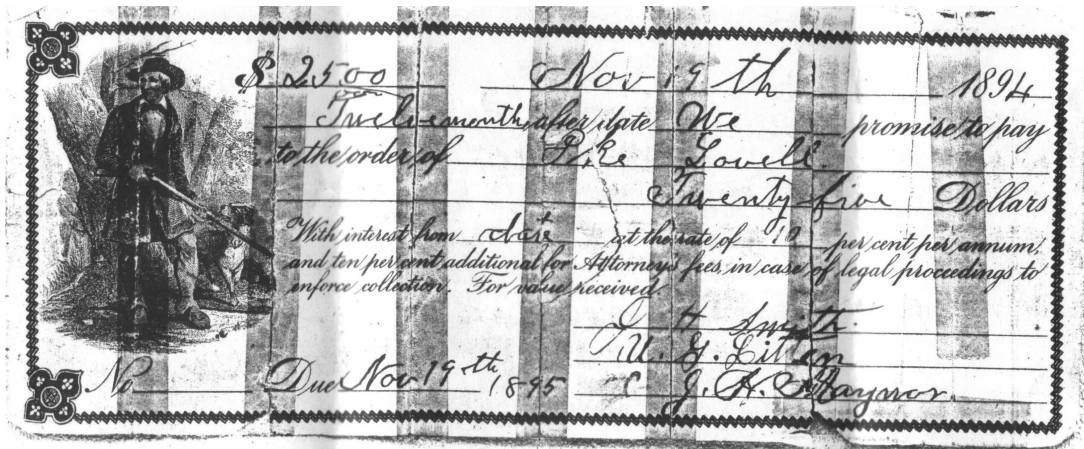 $ 25.00 Nov 19th 1894
Twelve month after date We promise to pay
to the order of Pike Lovell
Twenty five Dollars
With interest from date at the rate of 10 per cent per annum,
and ten per cent additional for Attorney's fees, in case of legal proceedings to
enforce collection. For value received.
J H Smyth
U. G.
No Due Nov 19th 1895 J. H. Maynor.